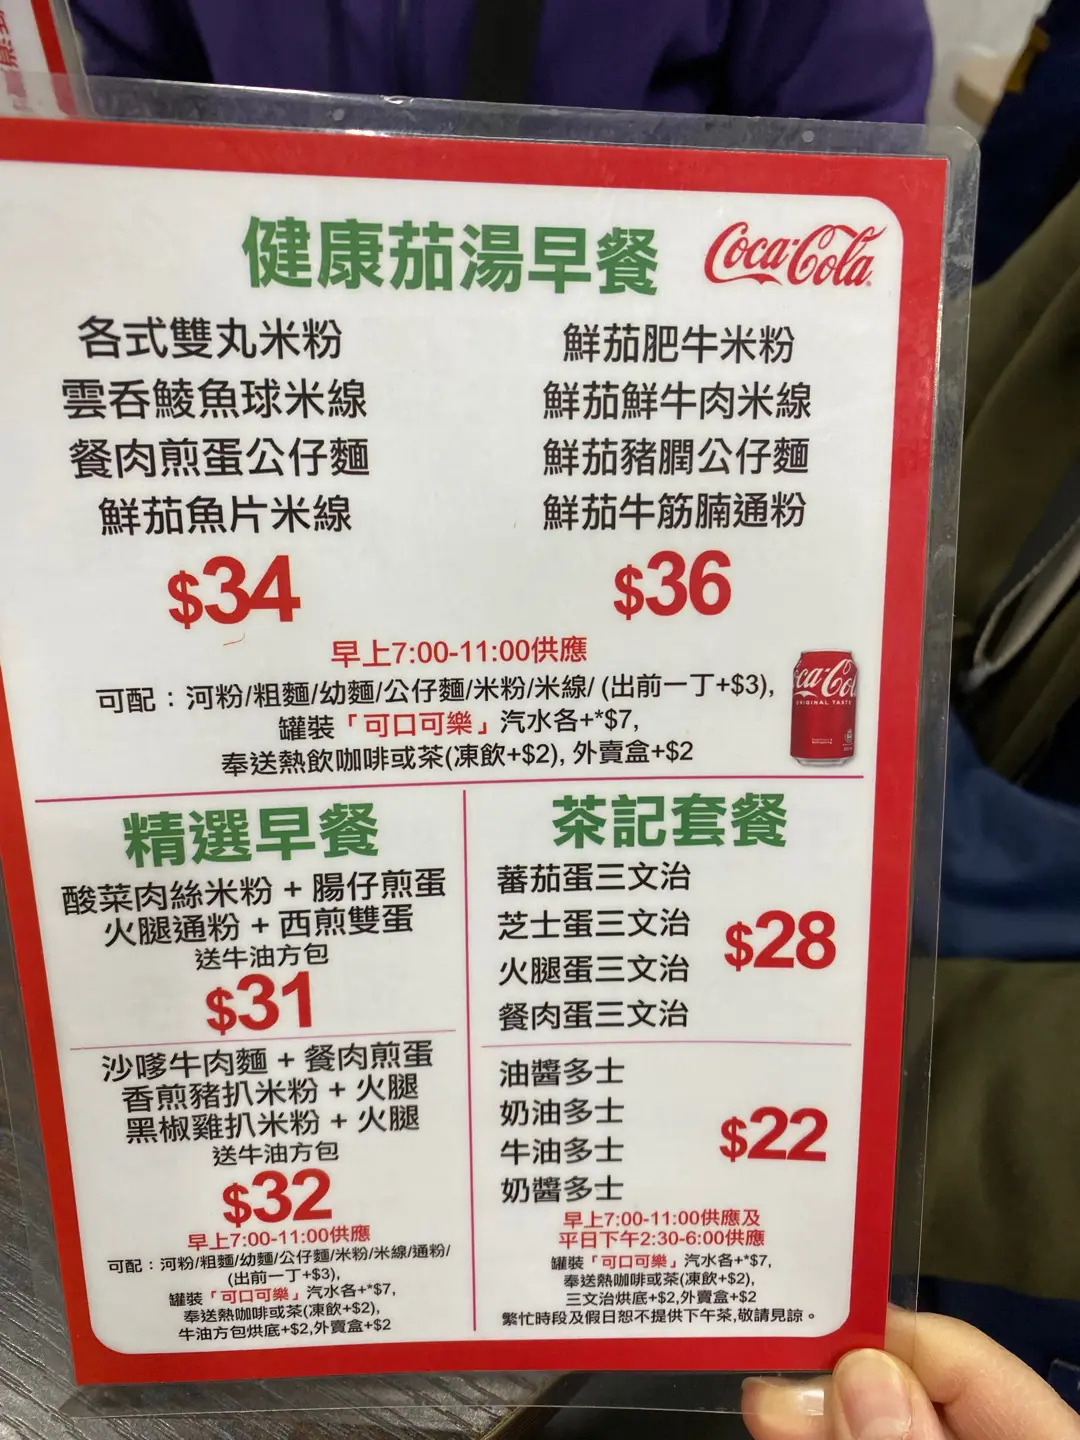 健康茄湯早餐
Coca-Cola
各式雙丸米粉
雲吞鯪魚球米線
餐肉煎蛋公仔麵
鮮茄魚片米線
$34
鮮茄肥牛米粉
鮮茄鮮牛肉米線
鮮茄豬膶公仔麵
鮮茄牛筋腩通粉
$36
早上7:00-11:00供應
可配：河粉/粗麵/幼麵/公仔麵/米粉/米線/ (出前一丁+$3),
罐裝「可口可樂」汽水各+*$7,
奉送熱飲咖啡或茶(凍飲+$2), 外賣盒+$2
ORIGINAL TASTE
精選早餐
酸菜肉絲米粉 + 腸仔煎蛋
火腿通粉 + 西煎雙蛋
送牛油方包
$31
沙嗲牛肉麵 + 餐肉煎蛋
香煎豬扒米粉 + 火腿
黑椒雞扒米粉 + 火腿
送牛油方包
$32
早上7:00-11:00供應
可配：河粉/粗麵/幼麵/公仔麵/米粉/米線/通粉/
(出前一丁+$3),
罐裝「可口可樂」汽水各+*$7,
奉送熱咖啡或茶(凍飲+$2),
牛油方包烘底+$2,外賣盒+$2
茶記套餐
蕃茄蛋三文治
芝士蛋三文治
火腿蛋三文治
餐肉蛋三文治
$28
油醬多士
奶油多士
牛油多士
奶醬多士
$22
早上7:00-11:00供應及
平日下午2:30-6:00供應
罐裝「可口可樂」汽水各+*$7,
奉送熱咖啡或茶(凍飲+$2),
三文治烘底+$2,外賣盒+$2
繁忙時段及假日恕不提供下午茶,敬請見諒。